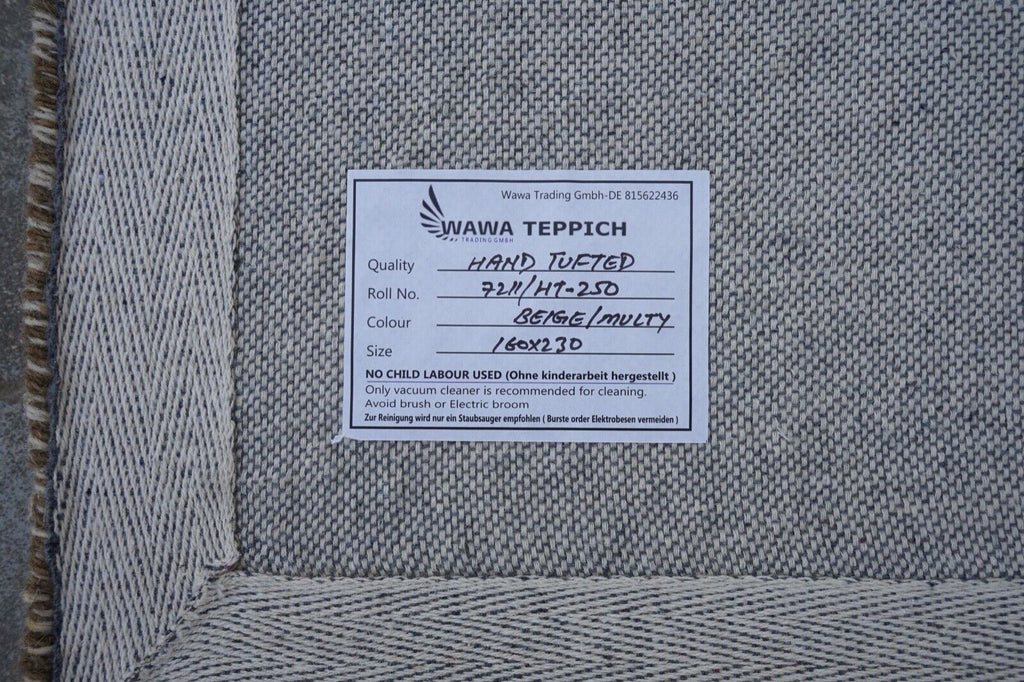 Wawa Trading Gmbh-DE 815622436
WAWA TEPPICH
TRADING GMBH
Quality HAND TUFTED
Roll No. 7211/HT-250
Colour BEIGE/MULTY
Size 160X230
NO CHILD LABOUR USED (Ohne kinderarbeit hergestellt )
Only vacuum cleaner is recommended for cleaning.
Avoid brush or Electric broom
Zur Reinigung wird nur ein Staubsauger empfohlen ( Burste order Elektrobesen vermeiden )